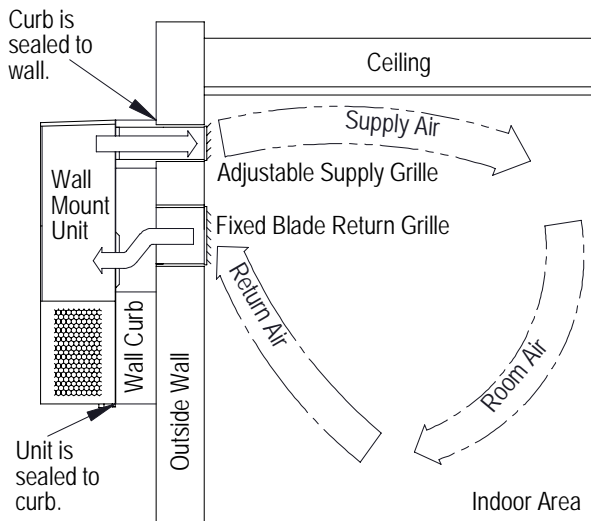 Curb is
sealed to
wall.
Ceiling
Supply Air
Adjustable Supply Grille
Wall
Mount
Unit
Fixed Blade Return Grille
Return Air
Room Air
Wall Curb
Outside Wall
Unit is
sealed to
curb.
Indoor Area